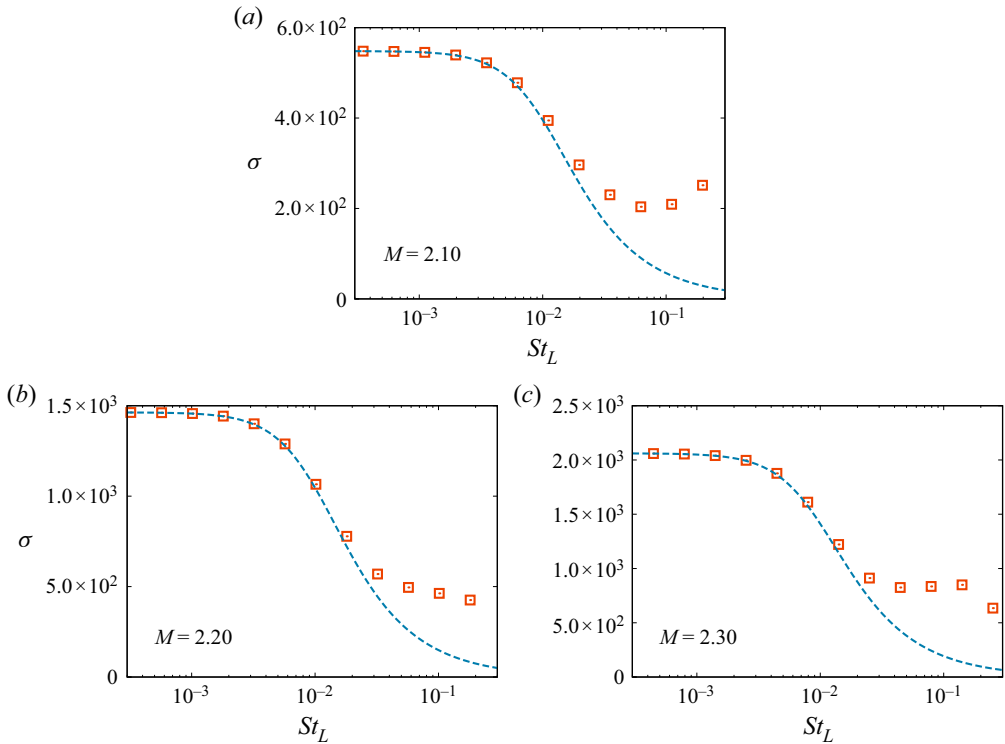 (a)
6.0 × 10²
4.0 × 10²
σ
2.0 × 10²
M = 2.10
0
10⁻³ 10⁻² 10⁻¹
St_L
(b) (c)
1.5 × 10³
1.0 × 10³
σ
5.0 × 10²
M = 2.20
0
10⁻³ 10⁻² 10⁻¹
St_L
2.5 × 10³
2.0 × 10³
1.5 × 10³
1.0 × 10³
5.0 × 10²
M = 2.30
0
10⁻³ 10⁻² 10⁻¹
St_L